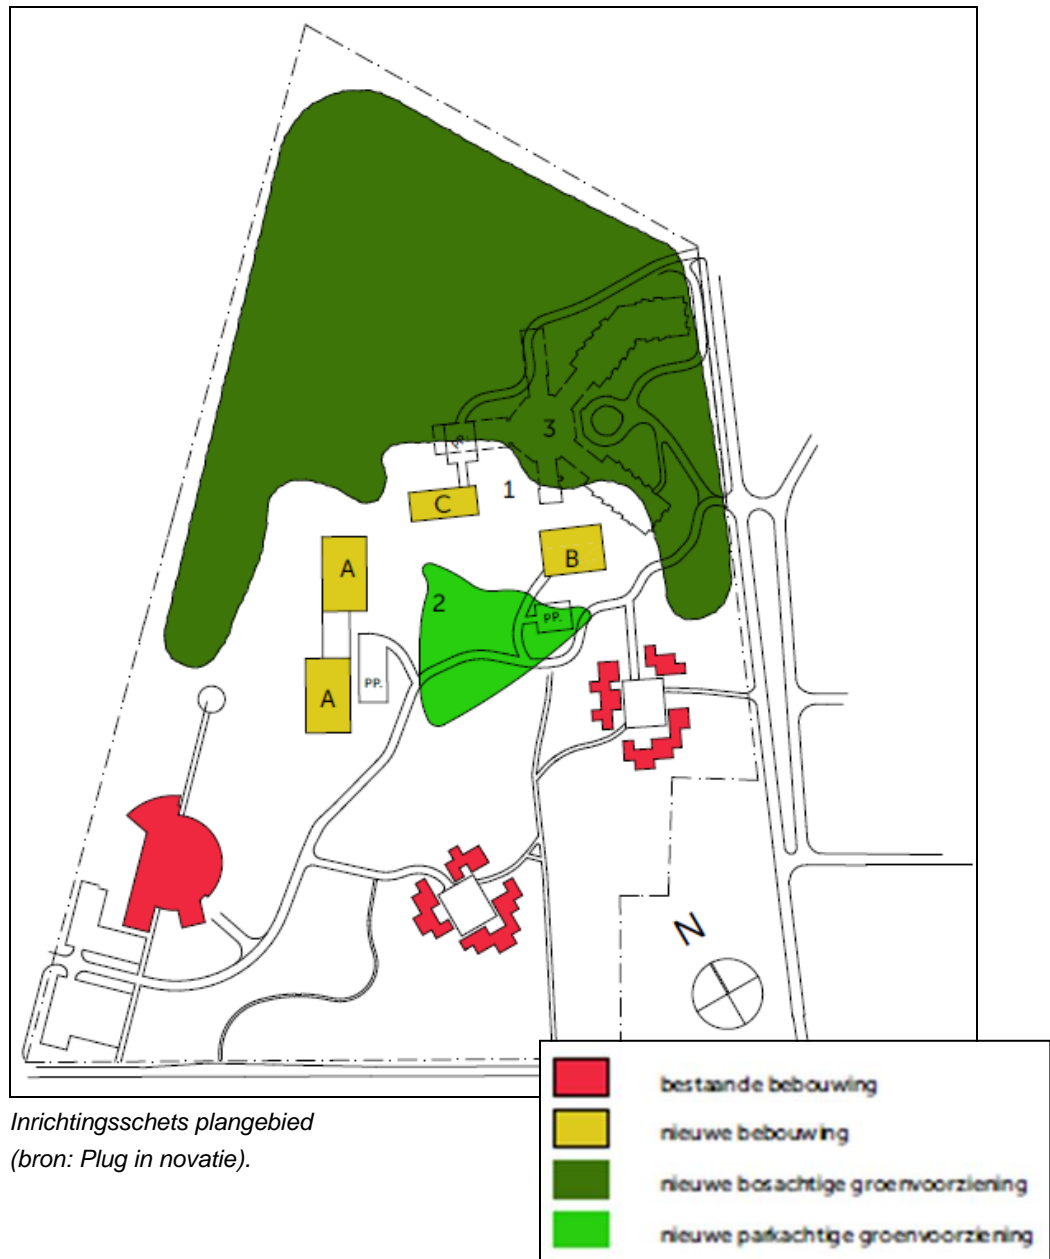 3
PP.
1
C
A
B
2
PP.
PP.
A
N
bestaande bebouwing
nieuwe bebouwing
nieuwe bosachtige groenvoorziening
nieuwe parkachtige groenvoorziening
Inrichtingsschets plangebied
(bron: Plug in novatie).